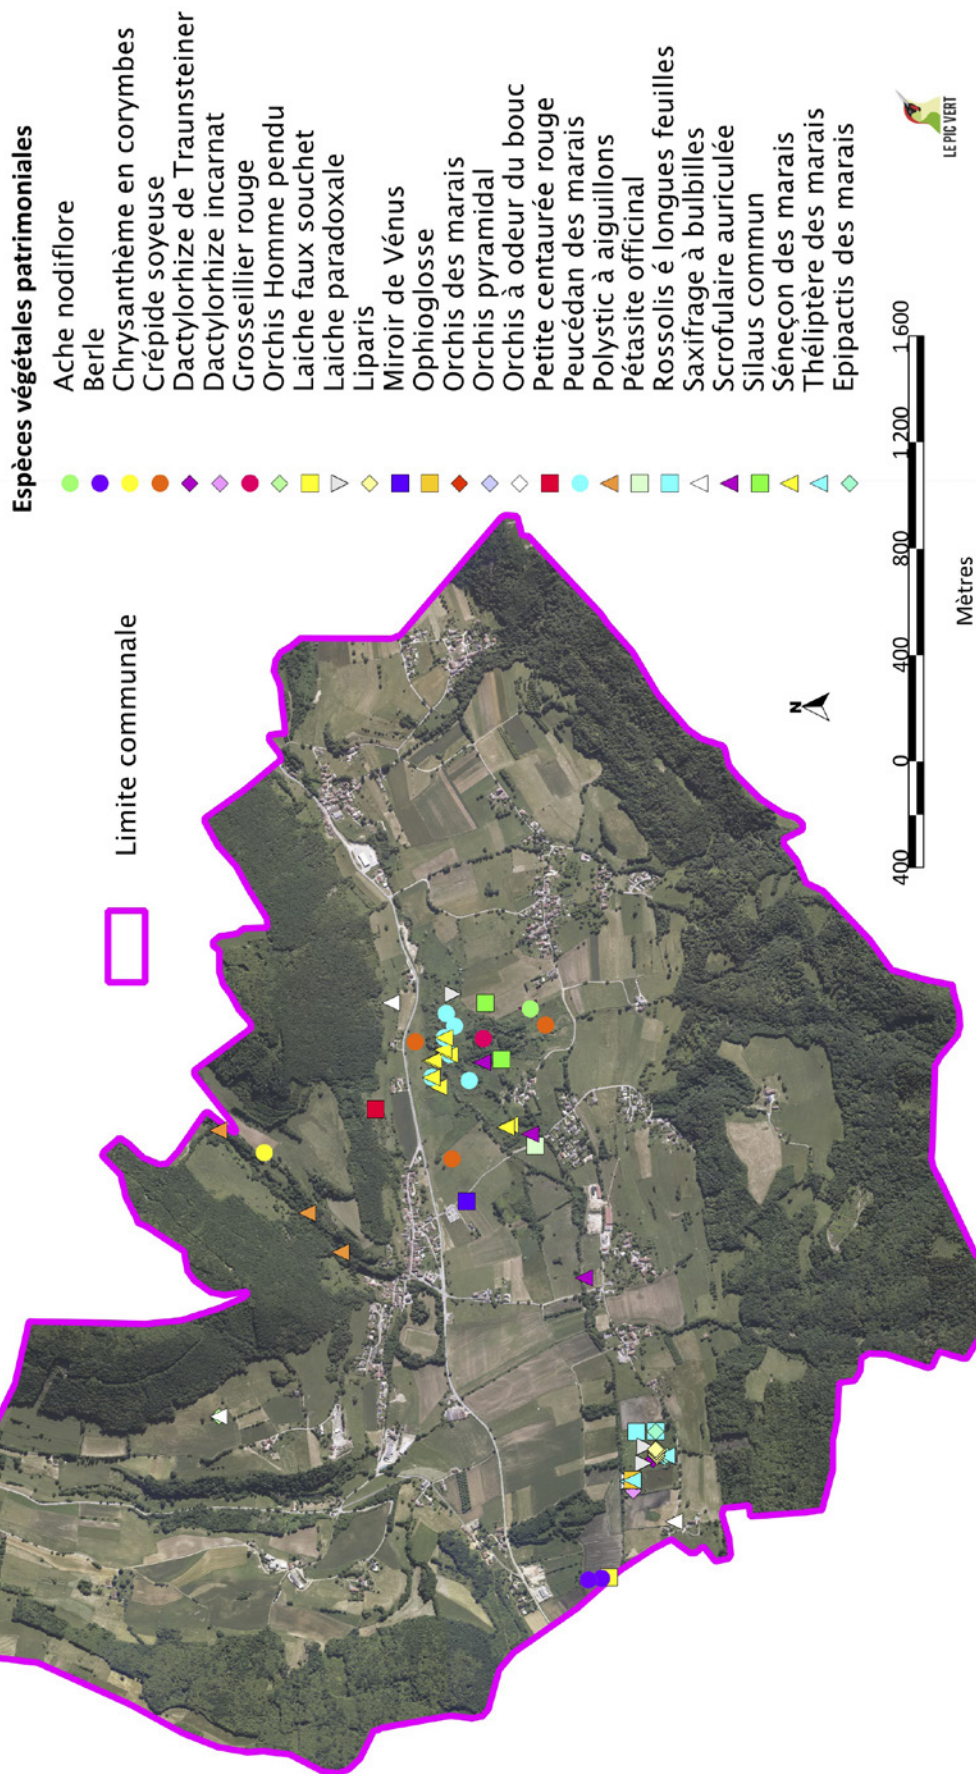 Espèces végétales patrimoniales
Ache nodiflore
Berle
Chrysanthème en corymbes
Crépide soyeuse
Dactylorhize de Traunsteiner
Dactylorhize incarnat
Grosseillier rouge
Orchis Homme pendu
Laiche faux souchet
Laiche paradoxale
Liparis
Miroir de Vénus
Ophioglosse
Orchis des marais
Orchis pyramidal
Orchis à odeur du bouc
Petite centaurée rouge
Peucédan des marais
Polystic à aiguillons
Pétasite officinal
Rossolis é longues feuilles
Saxifrage à bulbilles
Scrofulaire auriculée
Silaus commun
Séneçon des marais
Théliptère des marais
Epipactis des marais
Limite communale
N
400 0 400 800 1200 1600
Mètres
LE PIC VERT